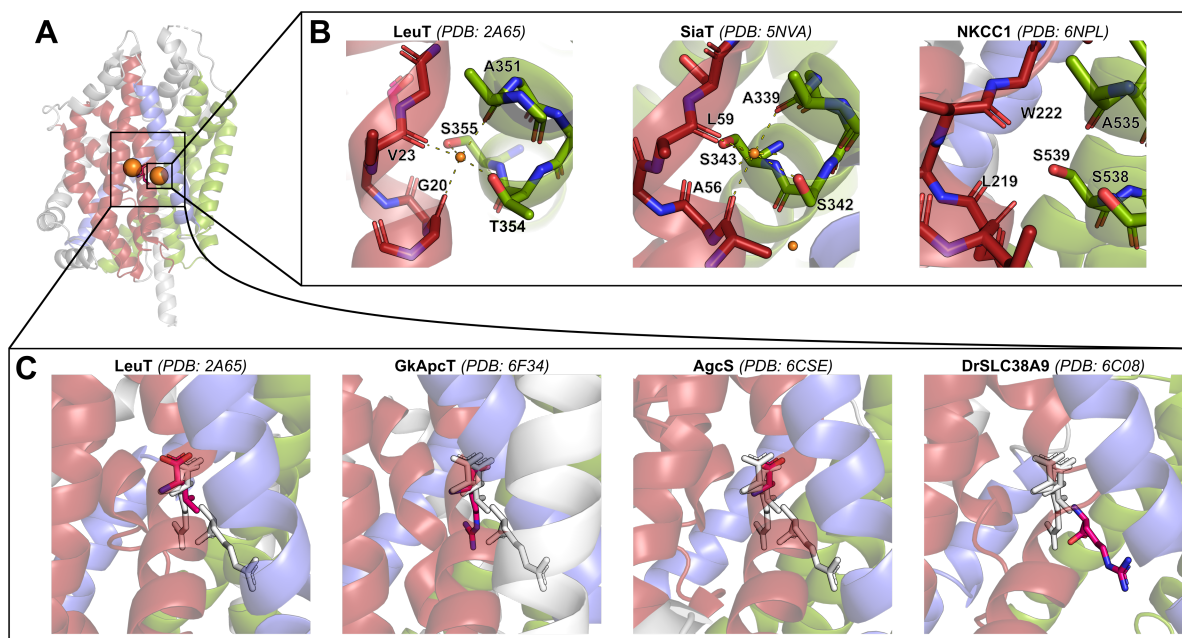 A
B
LeuT (PDB: 2A65)
SiaT (PDB: 5NVA)
NKCC1 (PDB: 6NPL)
A351
S355
V23
G20
T354
A339
L59
S343
A56
S342
W222
A535
S539
L219
S538
C
LeuT (PDB: 2A65)
GkApcT (PDB: 6F34)
AgcS (PDB: 6CSE)
DrSLC38A9 (PDB: 6C08)